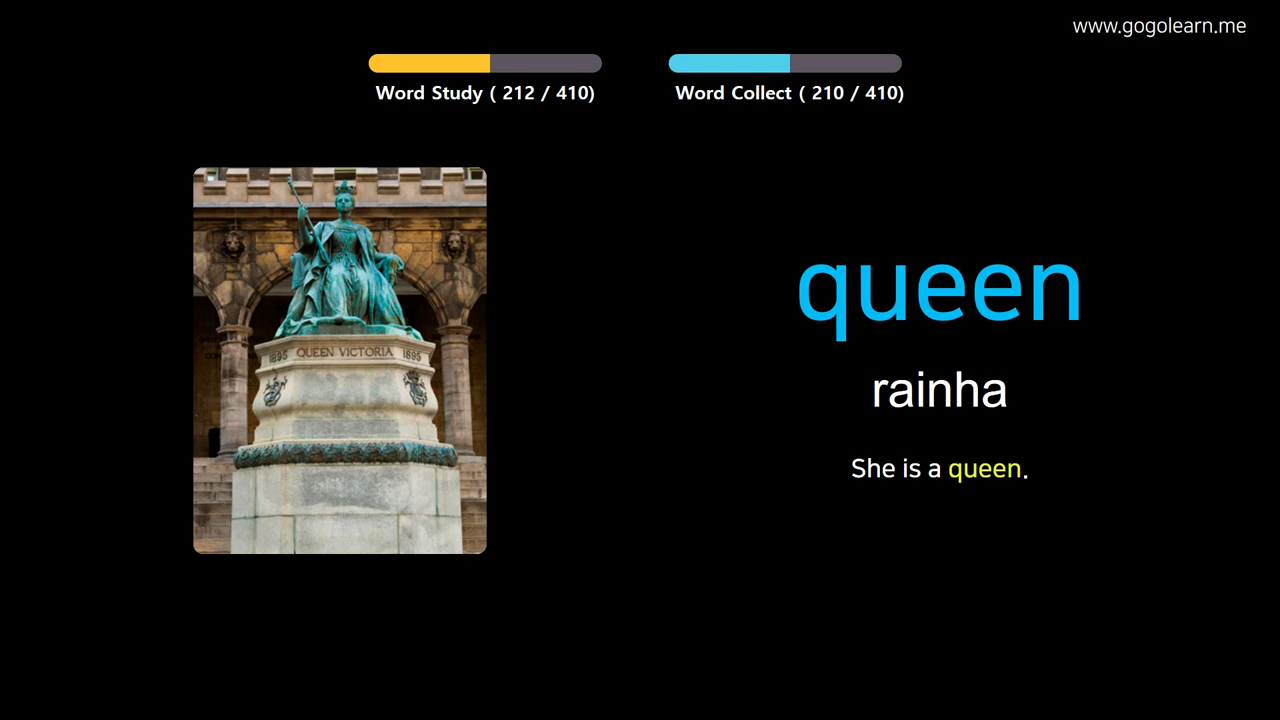 www.gogolearn.me
Word Study ( 212 / 410)
Word Collect ( 210 / 410)
1895 QUEEN VICTORIA 1895
queen
rainha
She is a queen.